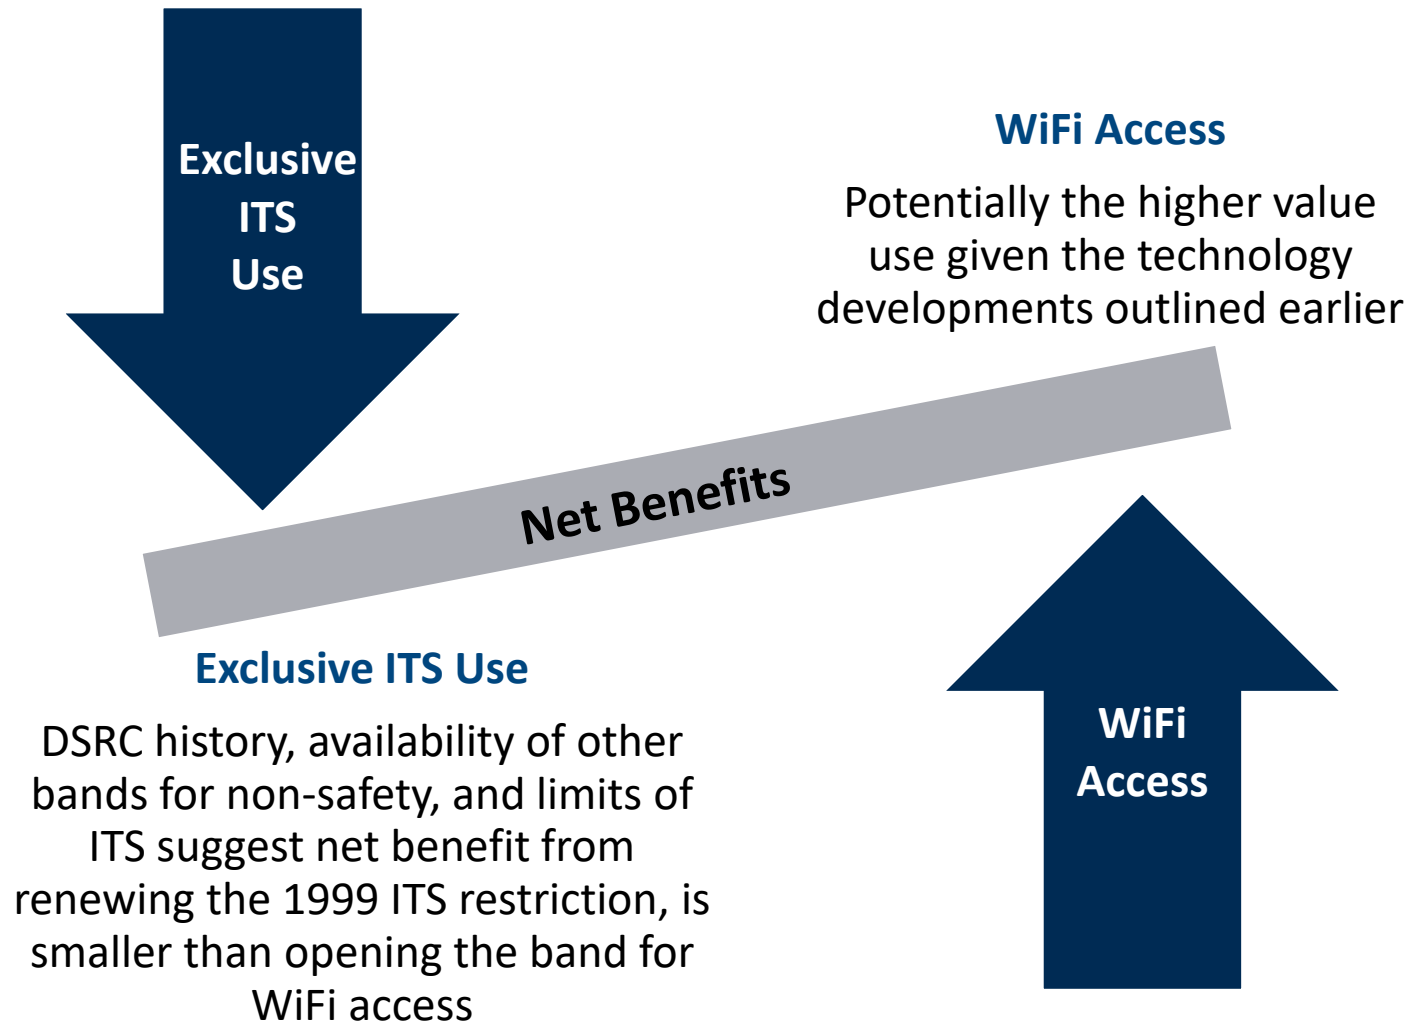 Exclusive
ITS
Use
WiFi Access
Potentially the higher value
use given the technology
developments outlined earlier
Net Benefits
Exclusive ITS Use
DSRC history, availability of other
bands for non-safety, and limits of
ITS suggest net benefit from
renewing the 1999 ITS restriction, is
smaller than opening the band for
WiFi access
WiFi
Access